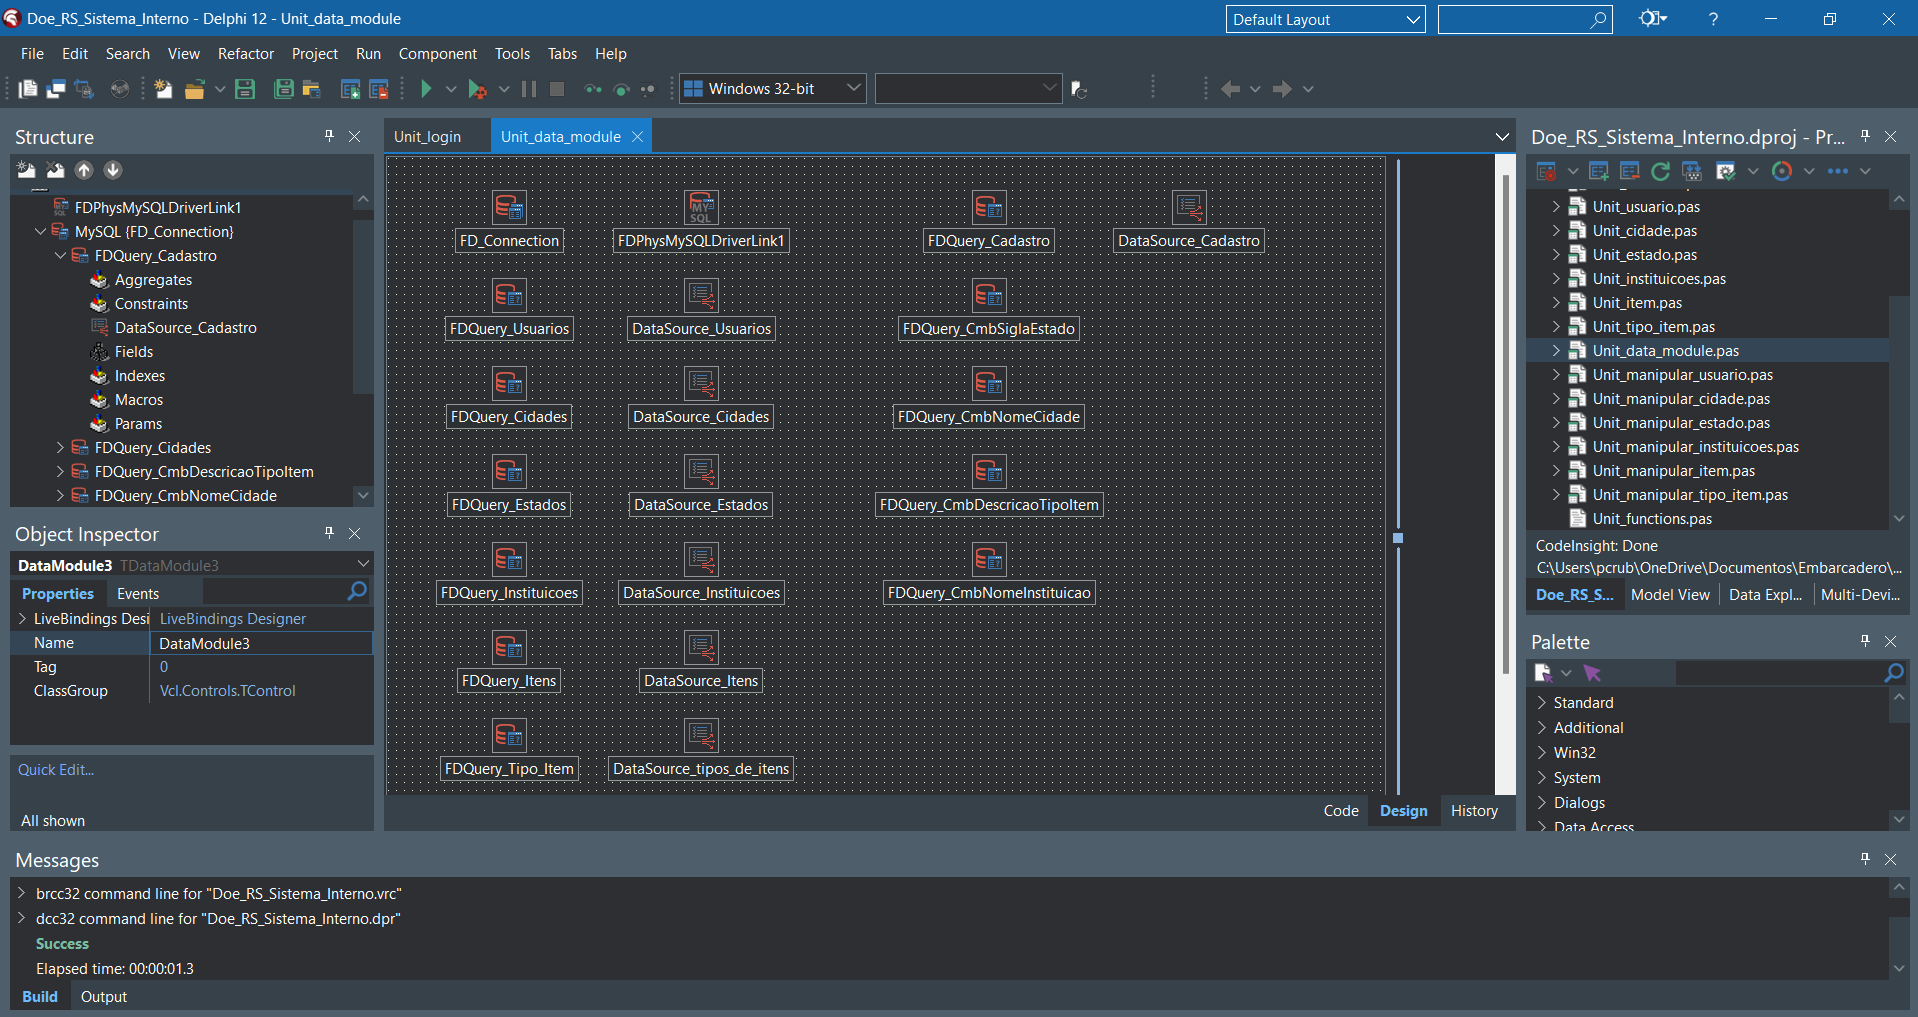 Doe_RS_Sistema_Interno - Delphi 12 - Unit_data_module
Default Layout
?
File Edit Search View Refactor Project Run Component Tools Tabs Help
Windows 32-bit
Structure
FDPhysMySQLDriverLink1
MySQL {FD_Connection}
FDQuery_Cadastro
Aggregates
Constraints
DataSource_Cadastro
Fields
Indexes
Macros
Params
FDQuery_Cidades
FDQuery_CmbDescricaoTipoItem
FDQuery_CmbNomeCidade
Object Inspector
DataModule3 TDataModule3
Properties Events
LiveBindings Desi LiveBindings Designer
Name DataModule3
Tag 0
ClassGroup Vcl.Controls.TControl
Quick Edit...
All shown
Unit_login Unit_data_module
MY
SQL
FD_Connection FDPhysMySQLDriverLink1 FDQuery_Cadastro DataSource_Cadastro
FDQuery_Usuarios DataSource_Usuarios FDQuery_CmbSiglaEstado
FDQuery_Cidades DataSource_Cidades FDQuery_CmbNomeCidade
FDQuery_Estados DataSource_Estados FDQuery_CmbDescricaoTipoItem
FDQuery_Instituicoes DataSource_Instituicoes FDQuery_CmbNomeInstituicao
FDQuery_Itens DataSource_Itens
FDQuery_Tipo_Item DataSource_tipos_de_itens
Code Design History
Doe_RS_Sistema_Interno.dproj - Pr...
Unit_usuario.pas
Unit_cidade.pas
Unit_estado.pas
Unit_instituicoes.pas
Unit_item.pas
Unit_tipo_item.pas
Unit_data_module.pas
Unit_manipular_usuario.pas
Unit_manipular_cidade.pas
Unit_manipular_estado.pas
Unit_manipular_instituicoes.pas
Unit_manipular_item.pas
Unit_manipular_tipo_item.pas
Unit_functions.pas
CodeInsight: Done
C:\Users\pcrub\OneDrive\Documentos\Embarcadero\...
Doe_RS_S... Model View Data Expl... Multi-Devi...
Palette
Standard
Additional
Win32
System
Dialogs
Data Access
Messages
brcc32 command line for "Doe_RS_Sistema_Interno.vrc"
dcc32 command line for "Doe_RS_Sistema_Interno.dpr"
Success
Elapsed time: 00:00:01.3
Build Output